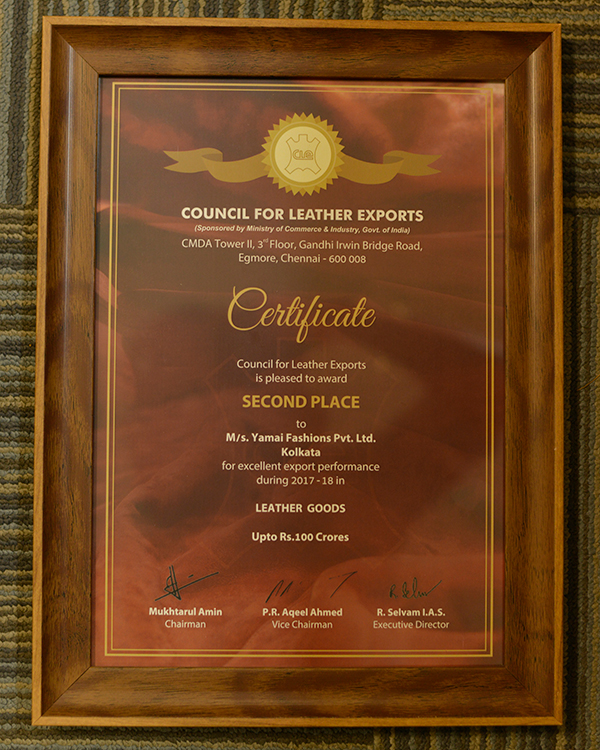 COUNCIL FOR LEATHER EXPORTS
(Sponsored by Ministry of Commerce & Industry, Govt. of India)
CMDA Tower II, 3rd Floor, Gandhi Irwin Bridge Road,
Egmore, Chennai - 600 008
Certificate
Council for Leather Exports
is pleased to award
SECOND PLACE
to
M/s. Yamai Fashions Pvt. Ltd.
Kolkata
for excellent export performance
during 2017 - 18 in
LEATHER GOODS
Upto Rs.100 Crores
Mukhtarul Amin
Chairman
P.R. Aqeel Ahmed
Vice Chairman
R. Selvam I.A.S.
Executive Director